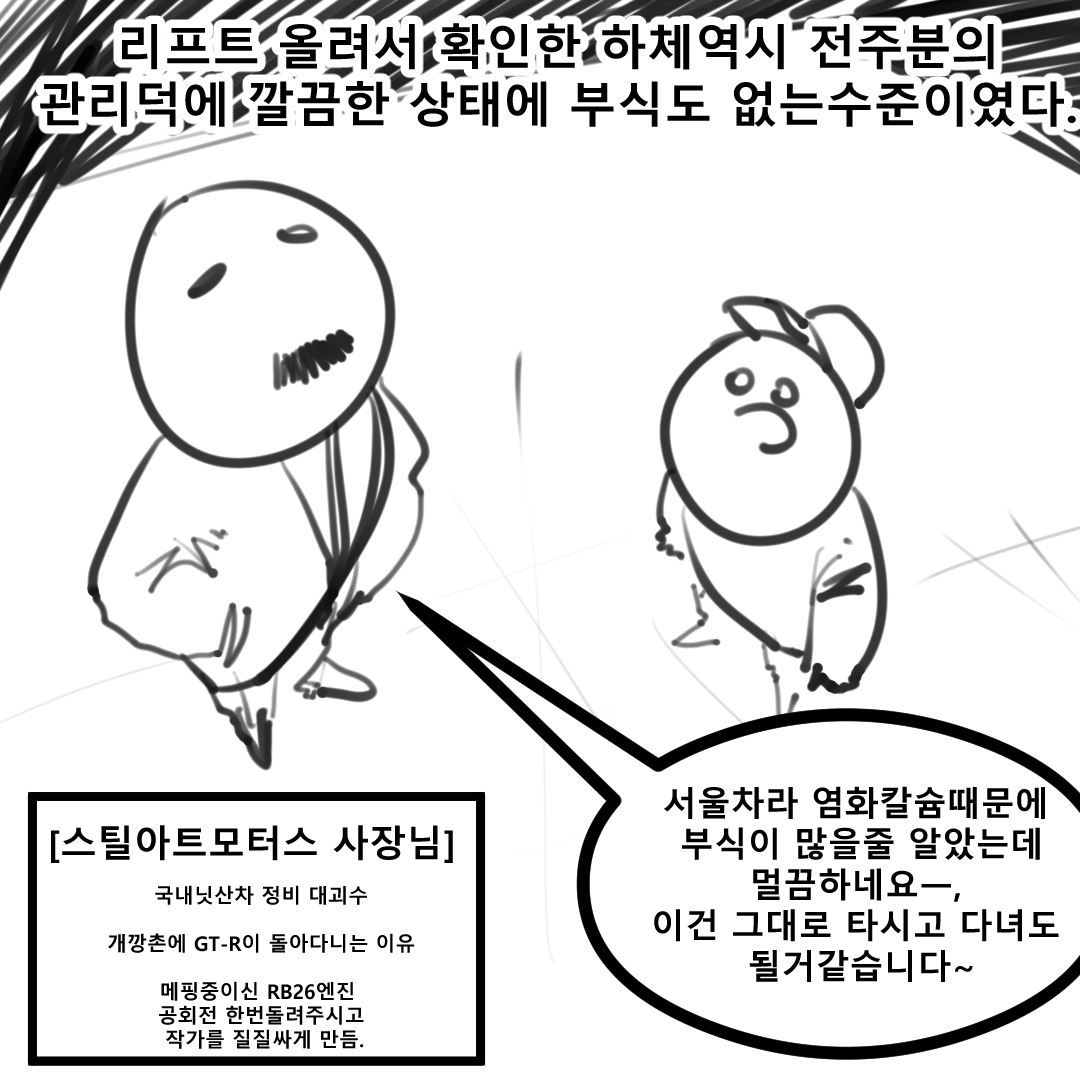 리프트 올려서 확인한 하체역시 전주분의
관리덕에 깔끔한 상태에 부식도 없는수준이였다.
서울차라 염화칼슘때문에
부식이 많을줄 알았는데
멀끔하네요ㅡ,
이건 그대로 타시고 다녀도
될거같습니다~
[스틸아트모터스 사장님]
국내닛산차 정비 대괴수
개깡촌에 GT-R이 돌아다니는 이유
메핑중이신 RB26엔진
공회전 한번돌려주시고
작가를 질질싸게 만듬.